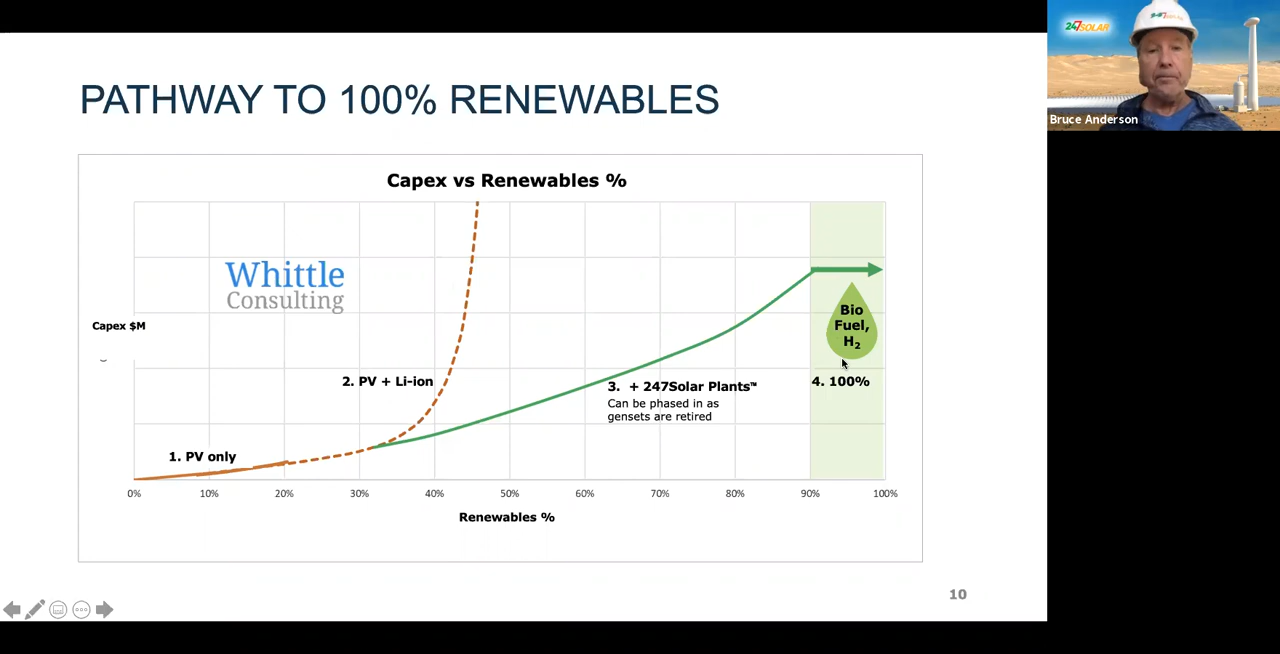 PATHWAY TO 100% RENEWABLES
Capex vs Renewables %
Whittle
Consulting
Capex $M
2. PV + Li-ion
1. PV only
3. + 247Solar Plants™
Can be phased in as
gensets are retired
Bio
Fuel,
H₂
4. 100%
0% 10% 20% 30% 40% 50% 60% 70% 80% 90% 100%
Renewables %
10
247SOLAR
247SOLAR
Bruce Anderson